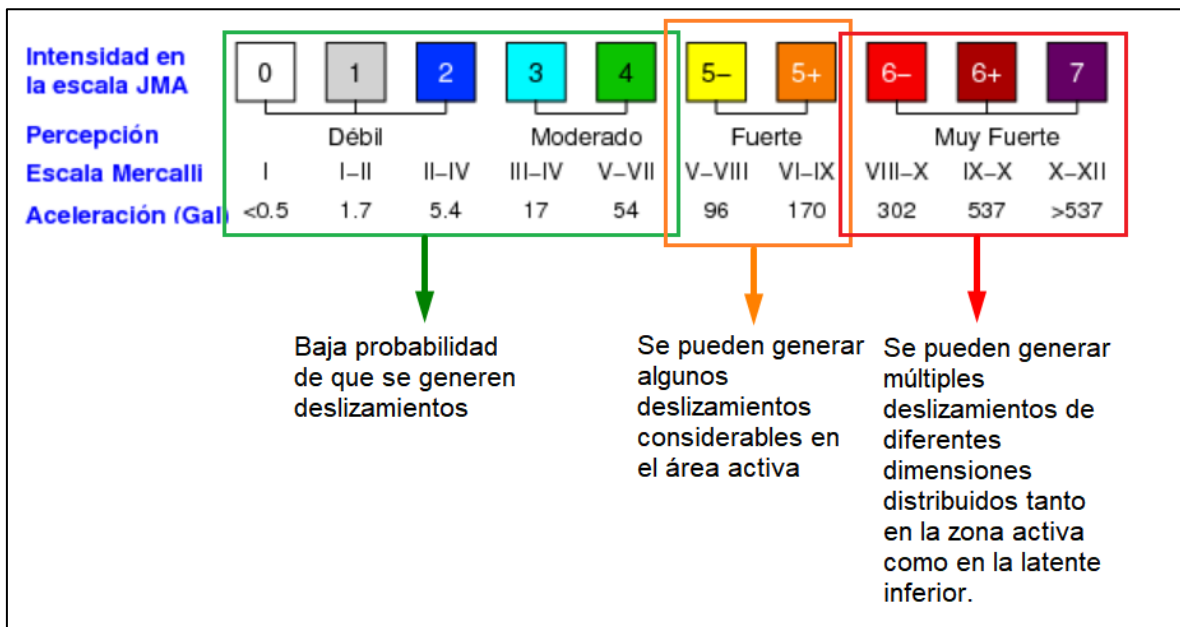 Intensidad en
la escala JMA
0 1 2 3 4 5− 5+ 6− 6+ 7
Percepción Débil Moderado Fuerte Muy Fuerte
Escala Mercalli I I−II II−IV III−IV V−VII V−VIII VI−IX VIII−X IX−X X−XII
Aceleración (Gal) <0.5 1.7 5.4 17 54 96 170 302 537 >537
Baja probabilidad
de que se generen
deslizamientos
Se pueden generar
algunos
deslizamientos
considerables en
el área activa
Se pueden generar
múltiples
deslizamientos de
diferentes
dimensiones
distribuidos tanto
en la zona activa
como en la latente
inferior.